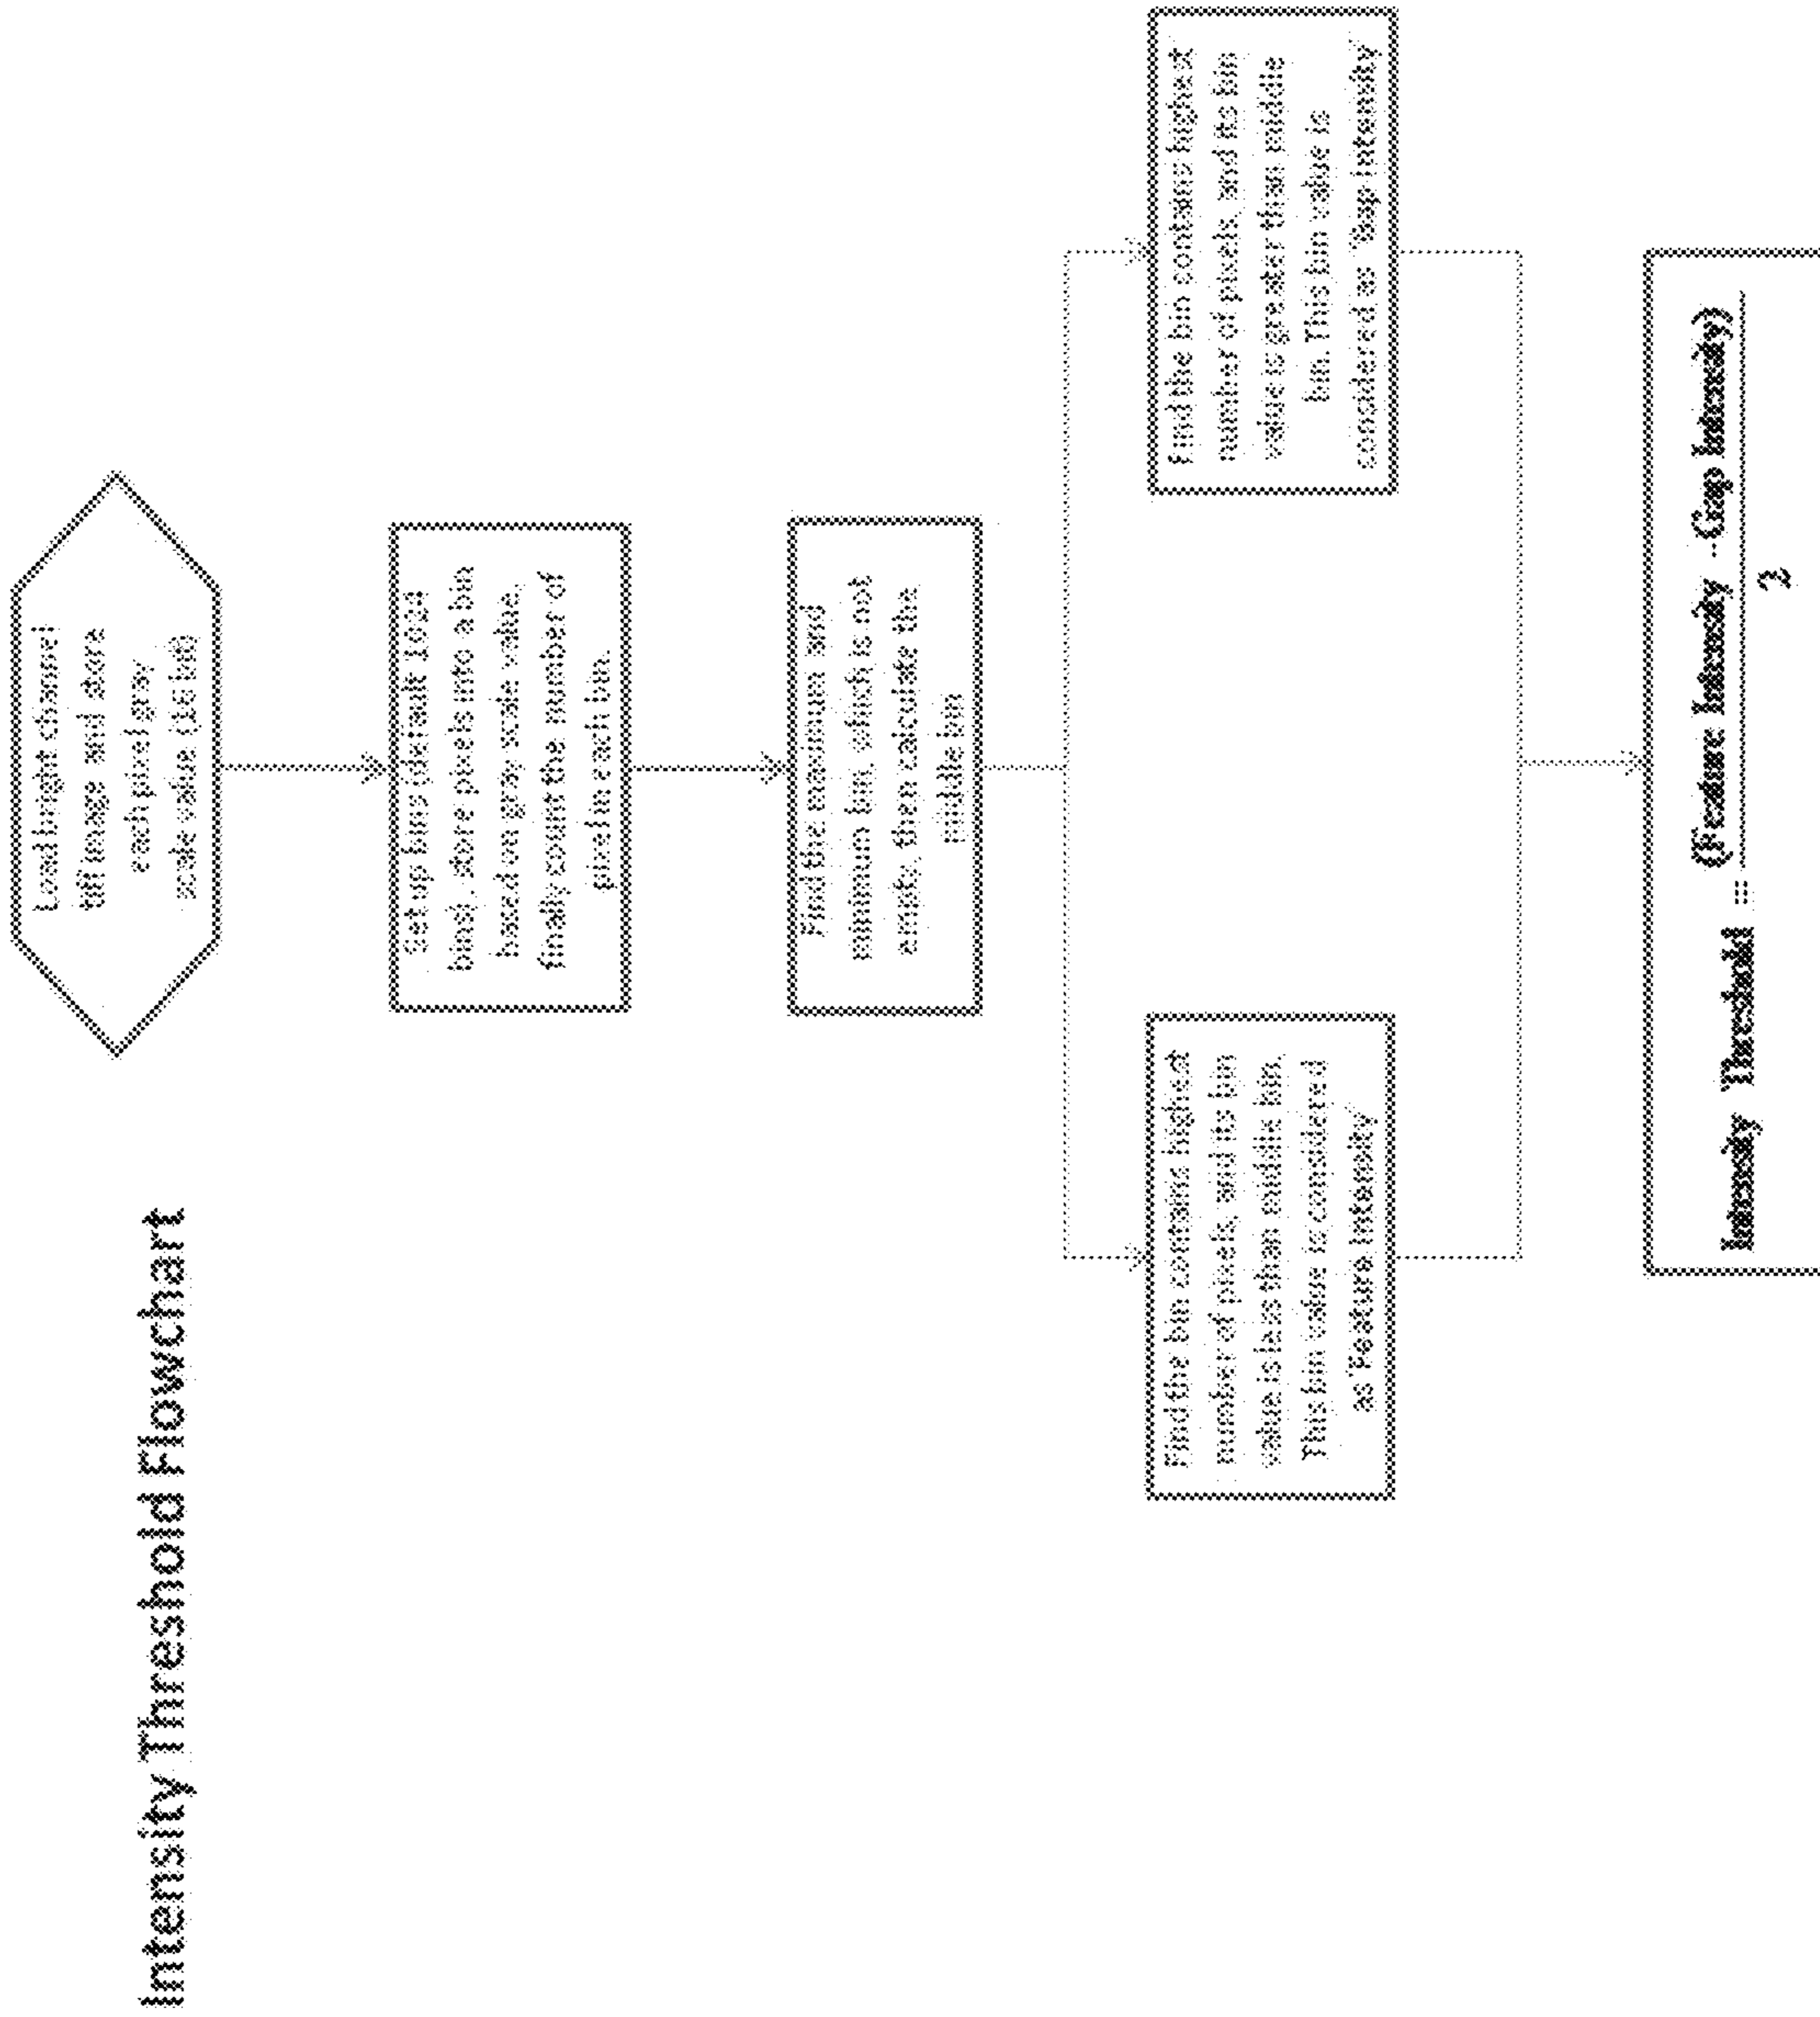 Intensity Threshold Flowchart
Load bright channel
tiff image and store
each pixel gray
scale value (16 bit)
Set up bins (default 1024
bins), store pixels into a bin
based on gray scale value,
finally count the number of
pixel in each bin.
Find the maximum and
minimun bin, which is not
empty, then calculate the
middle bin
Find the bin contains highest
number of pixels, and its bin
value is less than middle bin.
This bin value is considered
as 'Feature Intensity'
Find the bin contains highest
number of pixels, and its bin
value is greater than middle
bin. This bin value is
considered as 'Gap Intensity'
Intensity Threshold = (Feature Intensity - Gap Intensity)
2